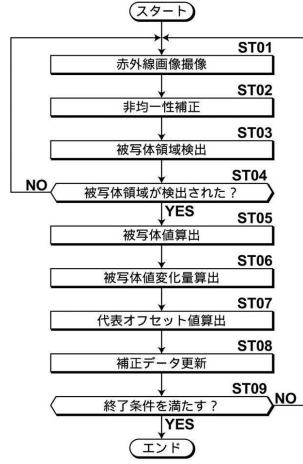 スタート
ST01
赤外線画像撮像
ST02
非均一性補正
ST03
被写体領域検出
ST04
NO
被写体領域が検出された？
YES
ST05
被写体値算出
ST06
被写体値変化量算出
ST07
代表オフセット値算出
ST08
補正データ更新
ST09
終了条件を満たす？
NO
YES
エンド